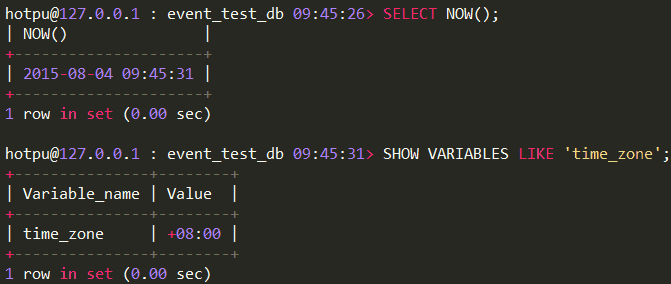 hotpu@127.0.0.1 : event_test_db 09:45:26> SELECT NOW();
| NOW()               |
+---------------------+
| 2015-08-04 09:45:31 |
+---------------------+
1 row in set (0.00 sec)

hotpu@127.0.0.1 : event_test_db 09:45:31> SHOW VARIABLES LIKE 'time_zone';
+---------------+--------+
| Variable_name | Value  |
+---------------+--------+
| time_zone     | +08:00 |
+---------------+--------+
1 row in set (0.00 sec)